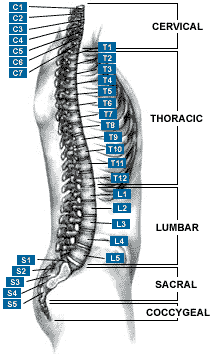 C1
C2
C3
C4
C5
C6
C7
CERVICAL
T1
T2
T3
T4
T5
T6
T7
T8
T9
T10
T11
T12
THORACIC
L1
L2
L3
L4
L5
LUMBAR
S1
S2
S3
S4
S5
SACRAL
COCCYGEAL